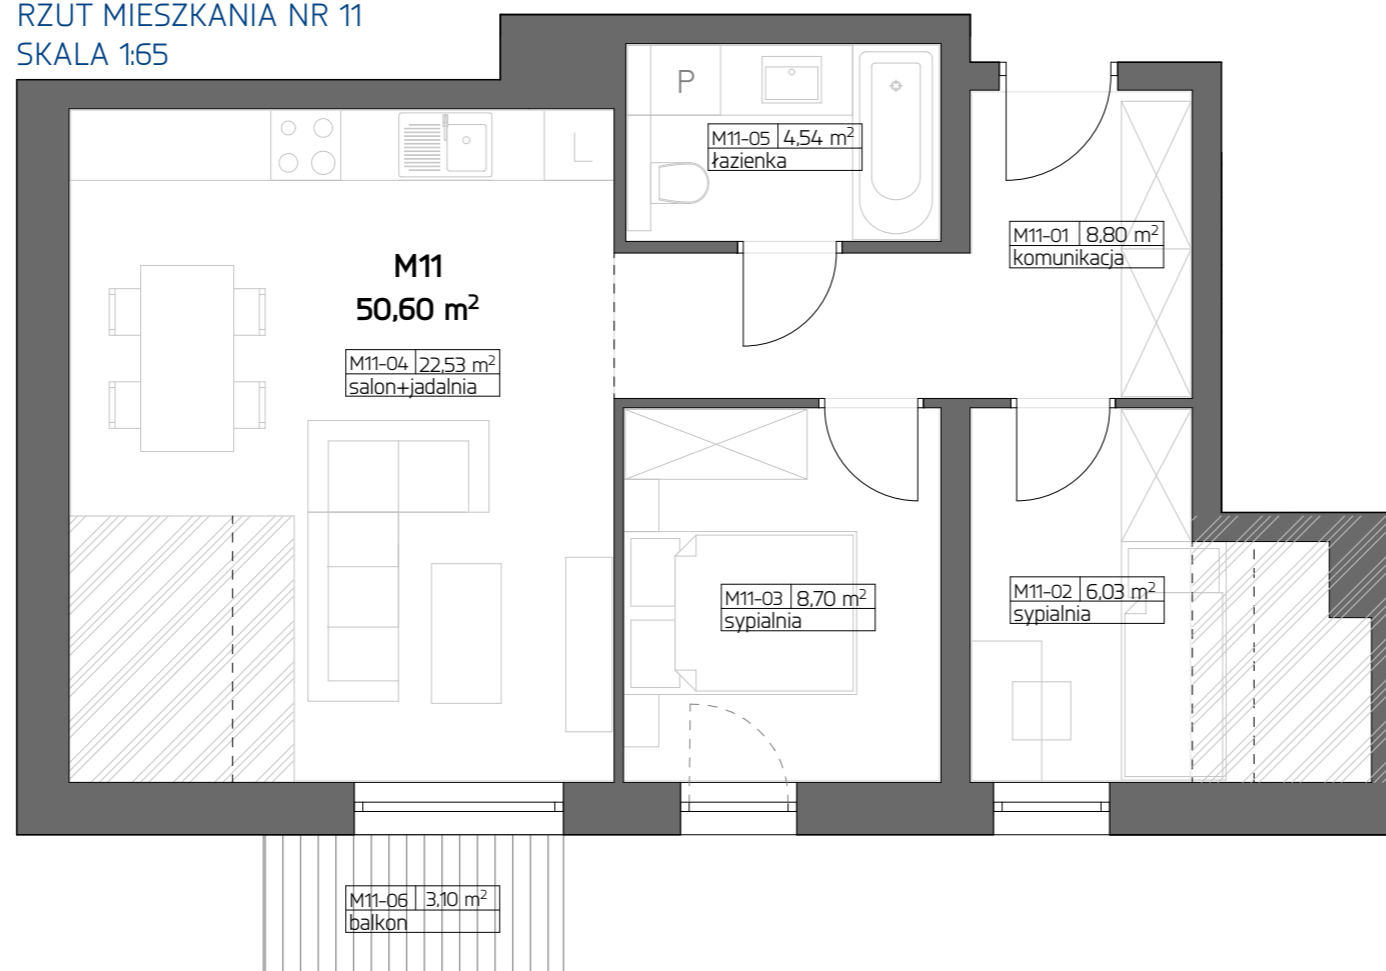 RZUT MIESZKANIA NR 11
SKALA 1:65
P
M11-05 4,54 m²
łazienka
L
M11-01 8,80 m²
komunikacja
M11
50,60 m²
M11-04 22,53 m²
salon+jadalnia
M11-03 8,70 m²
sypialnia
M11-02 6,03 m²
sypialnia
M11-06 3,10 m²
balkon